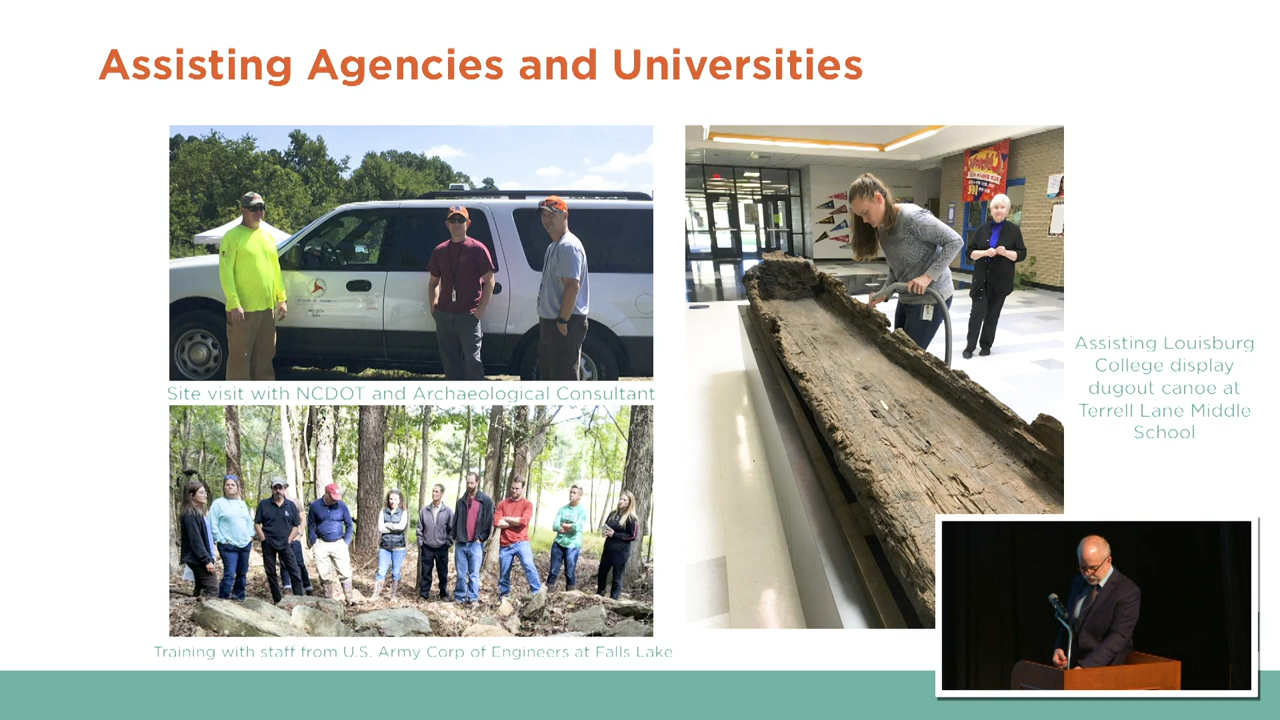 Assisting Agencies and Universities
Site visit with NCDOT and Archaeological Consultant
Assisting Louisburg
College display
dugout canoe at
Terrell Lane Middle
School
Training with staff from U.S. Army Corp of Engineers at Falls Lake